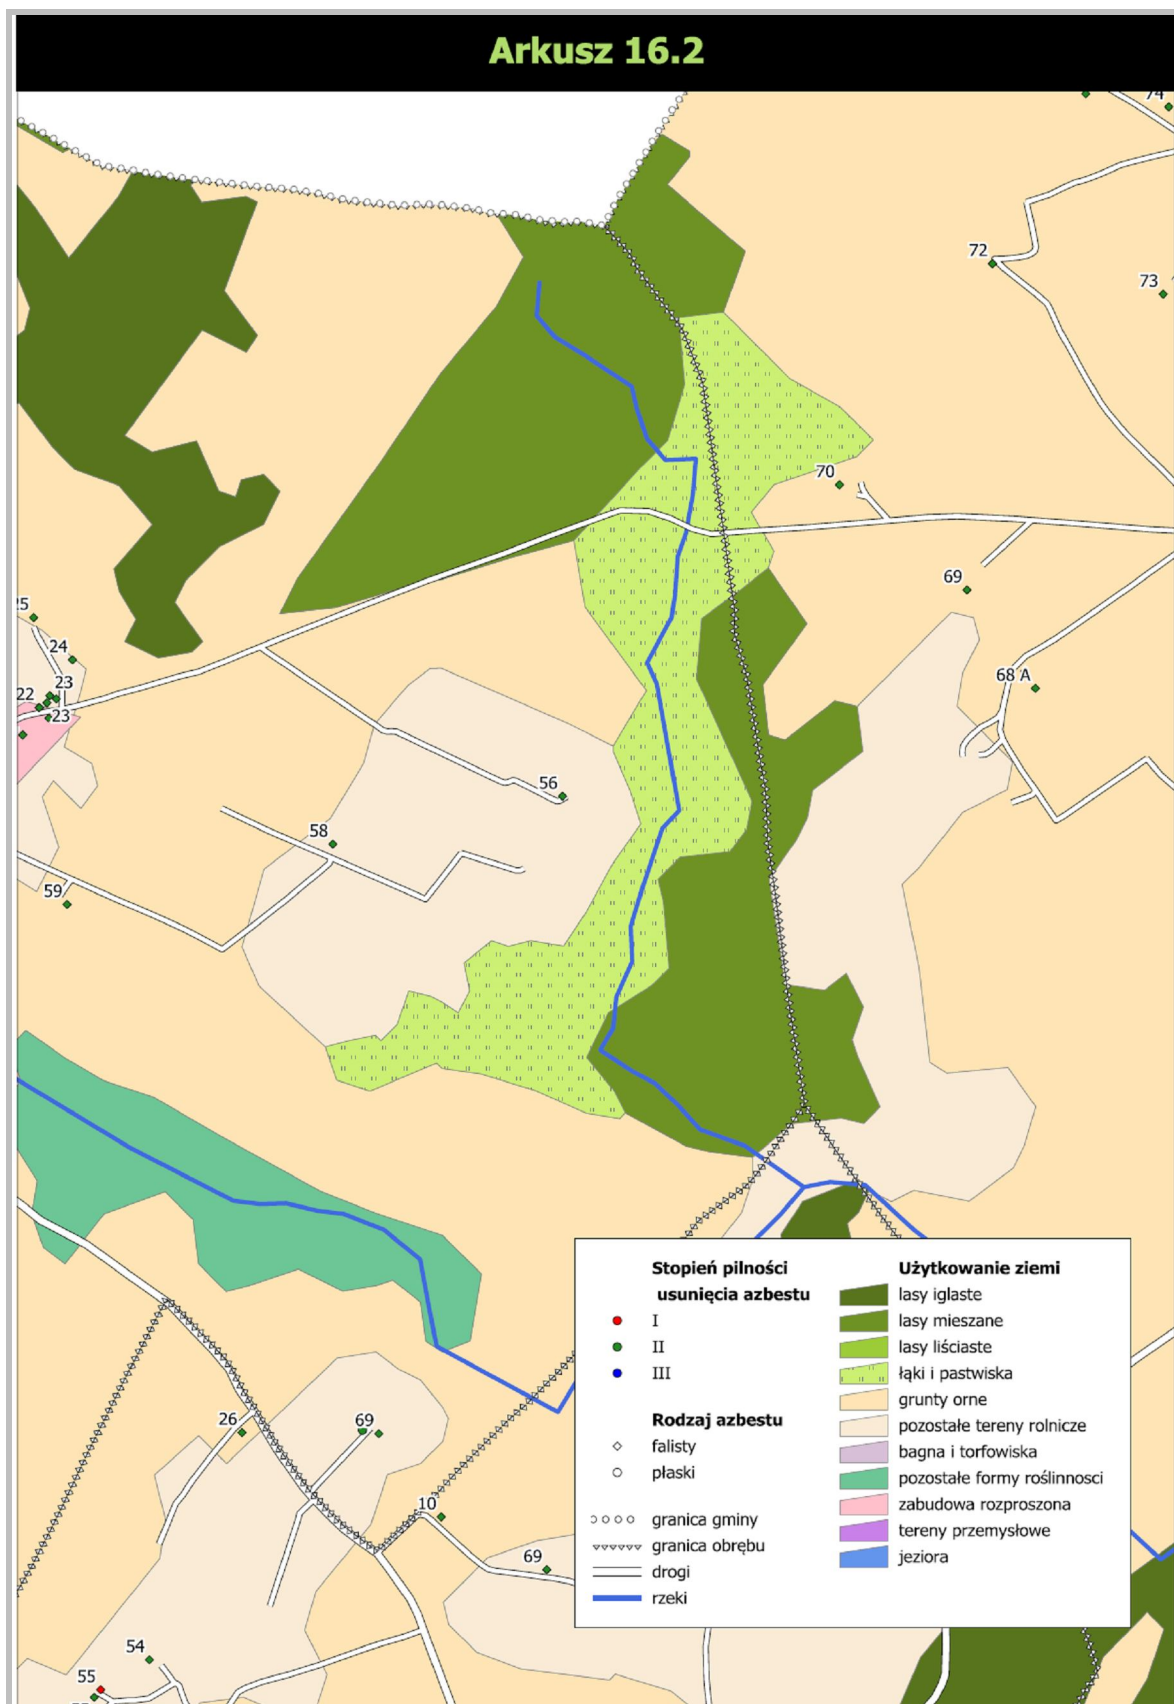 Arkusz 16.2
74
72
73
70
69
25
24
23
22
23
68 A
56
58
59
26
69
10
69
54
55
Stopień pilności
usunięcia azbestu
I
II
III
Rodzaj azbestu
falisty
płaski
granica gminy
granica obrębu
drogi
rzeki
Użytkowanie ziemi
lasy iglaste
lasy mieszane
lasy liściaste
łąki i pastwiska
grunty orne
pozostałe tereny rolnicze
bagna i torfowiska
pozostałe formy roślinnosci
zabudowa rozproszona
tereny przemysłowe
jeziora